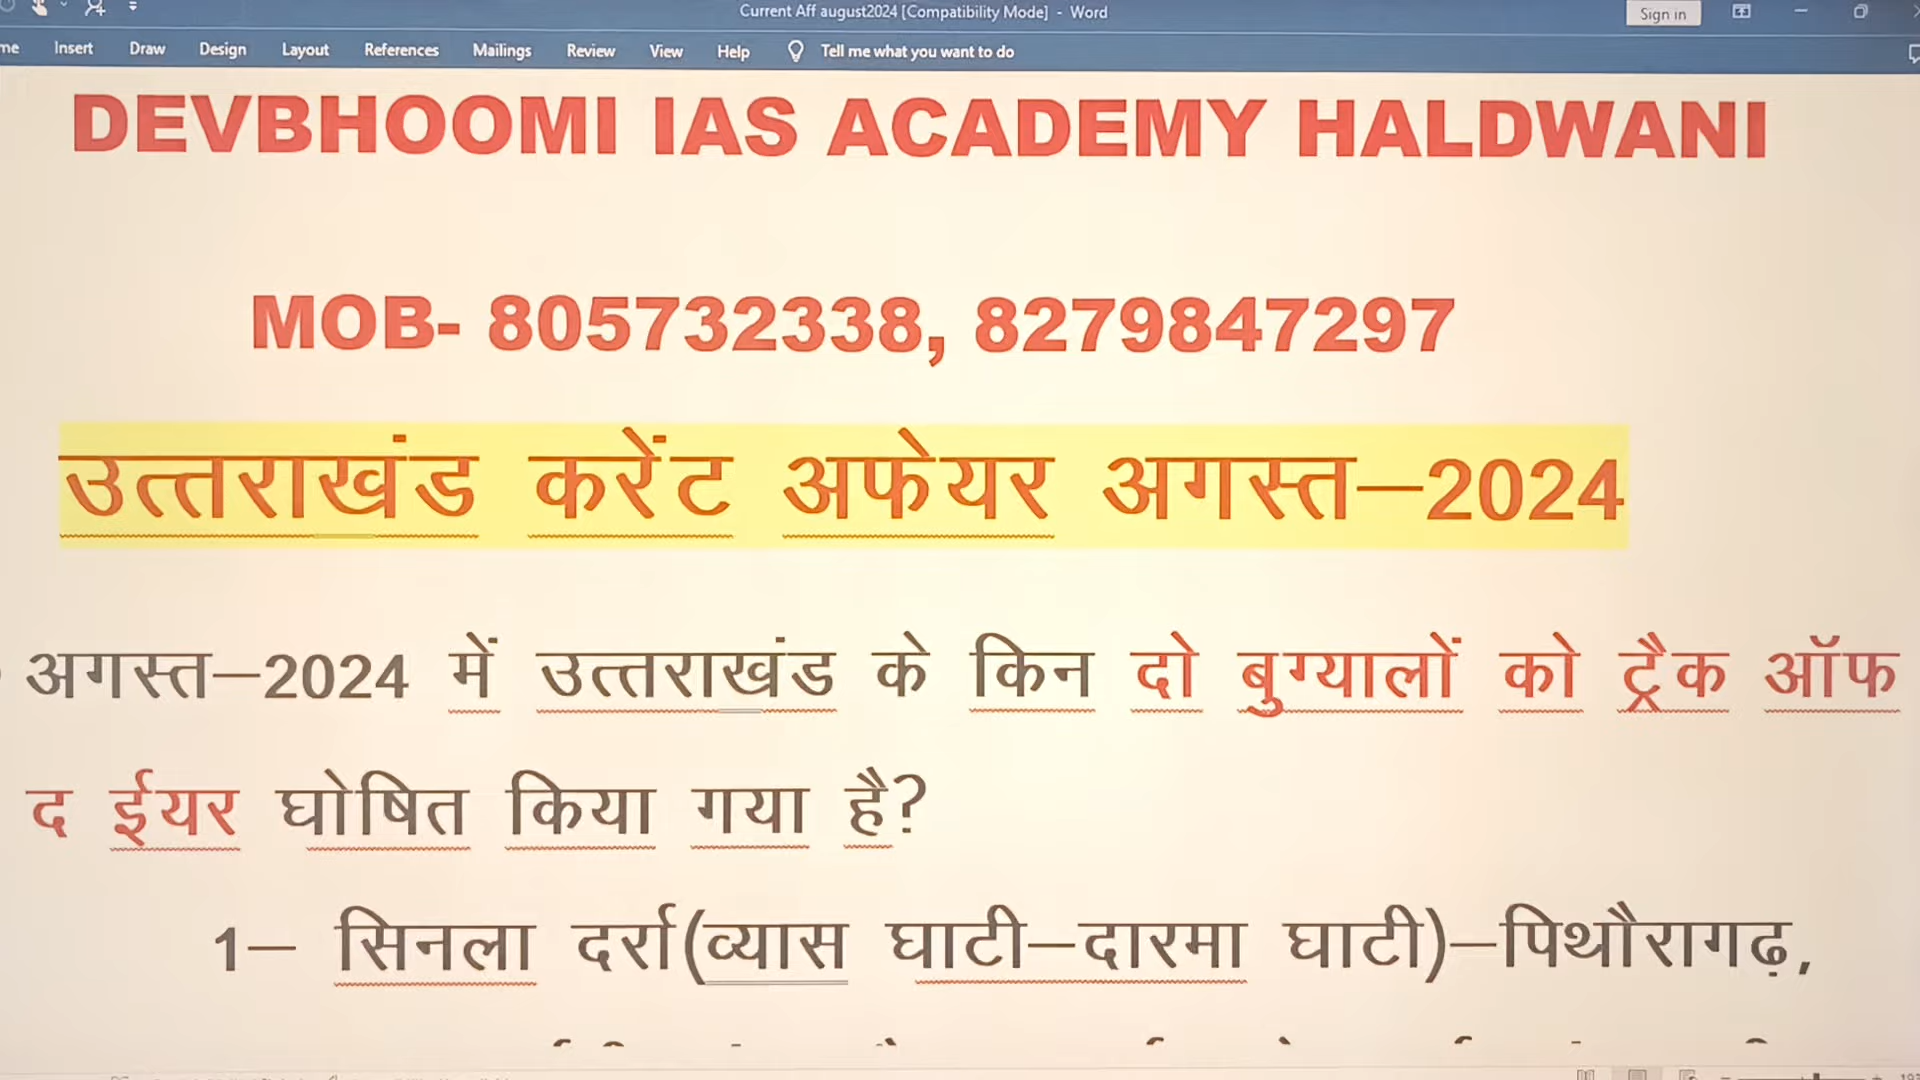 Current Aff august2024 [Compatibility Mode] - Word
Sign in
Insert Draw Design Layout References Mailings Review View Help Tell me what you want to do
DEVBHOOMI IAS ACADEMY HALDWANI
MOB- 805732338, 8279847297
उत्तराखंड करेंट अफेयर अगस्त–2024
अगस्त–2024 में उत्तराखंड के किन दो बुग्यालों को ट्रैक ऑफ
द ईयर घोषित किया गया है?
1– सिनला दर्रा(व्यास घाटी–दारमा घाटी)–पिथौरागढ़,